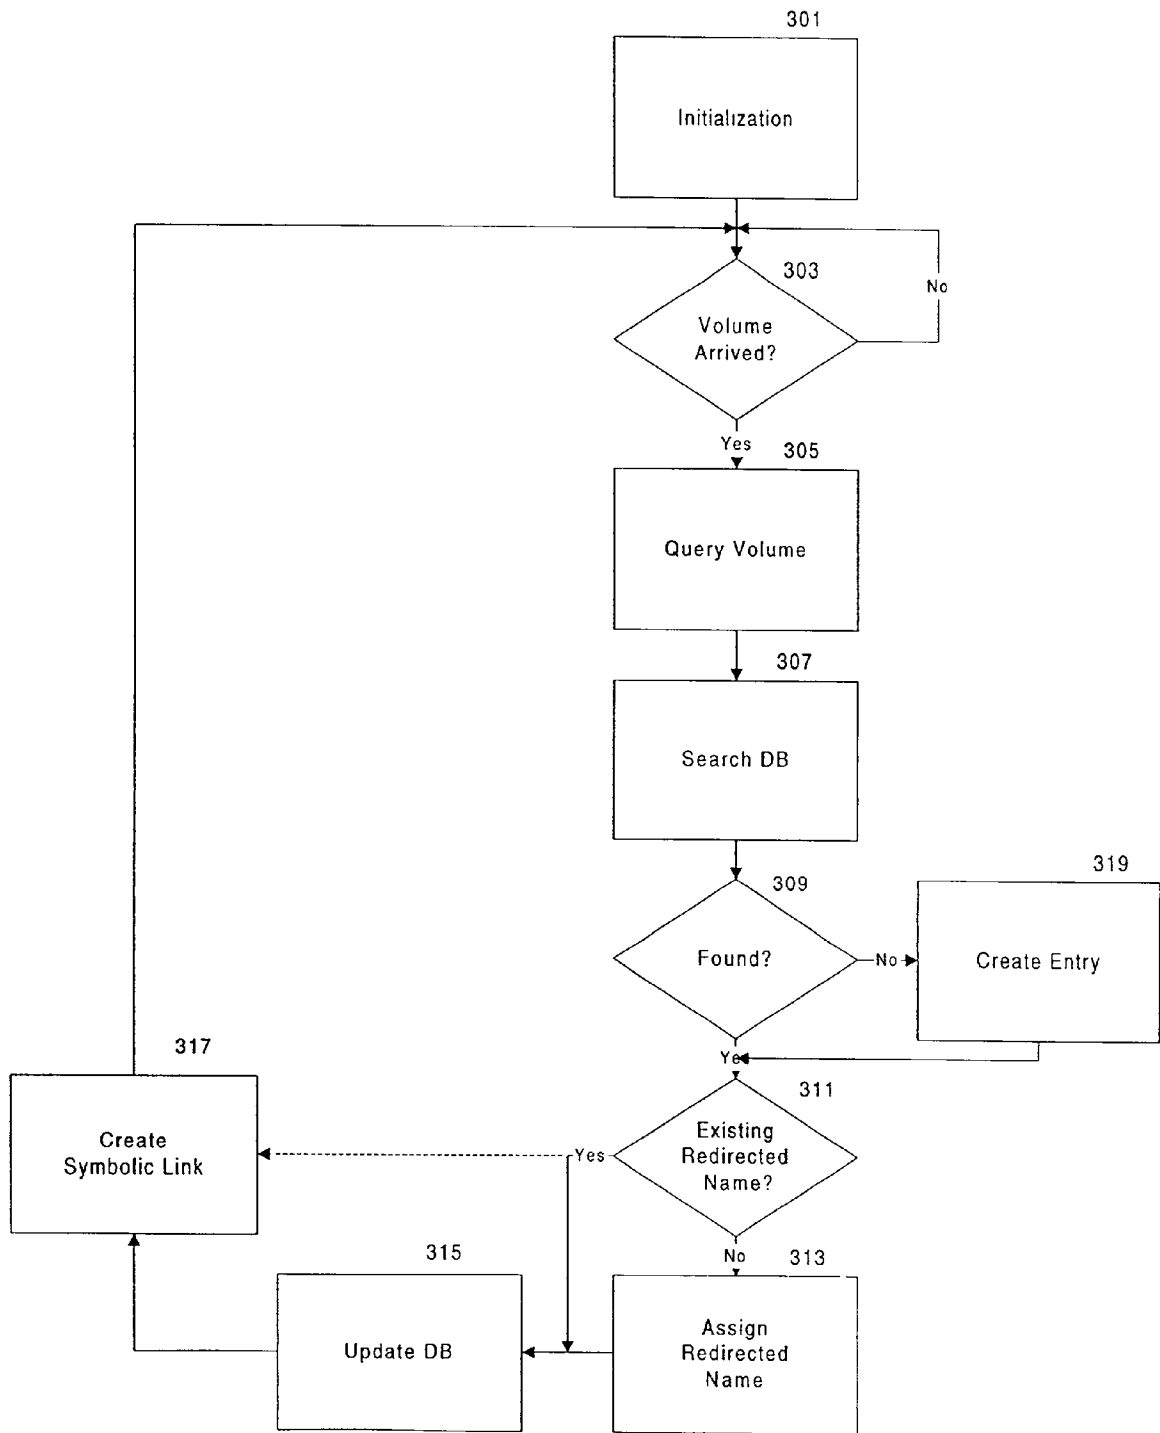 301
Initialization
303
No
Volume
Arrived?
Yes
305
Query Volume
307
Search DB
309
319
Found?
No
Create Entry
317
Ye
311
Create
Symbolic Link
Yes
Existing
Redirected
Name?
315
No
313
Update DB
Assign
Redirected
Name